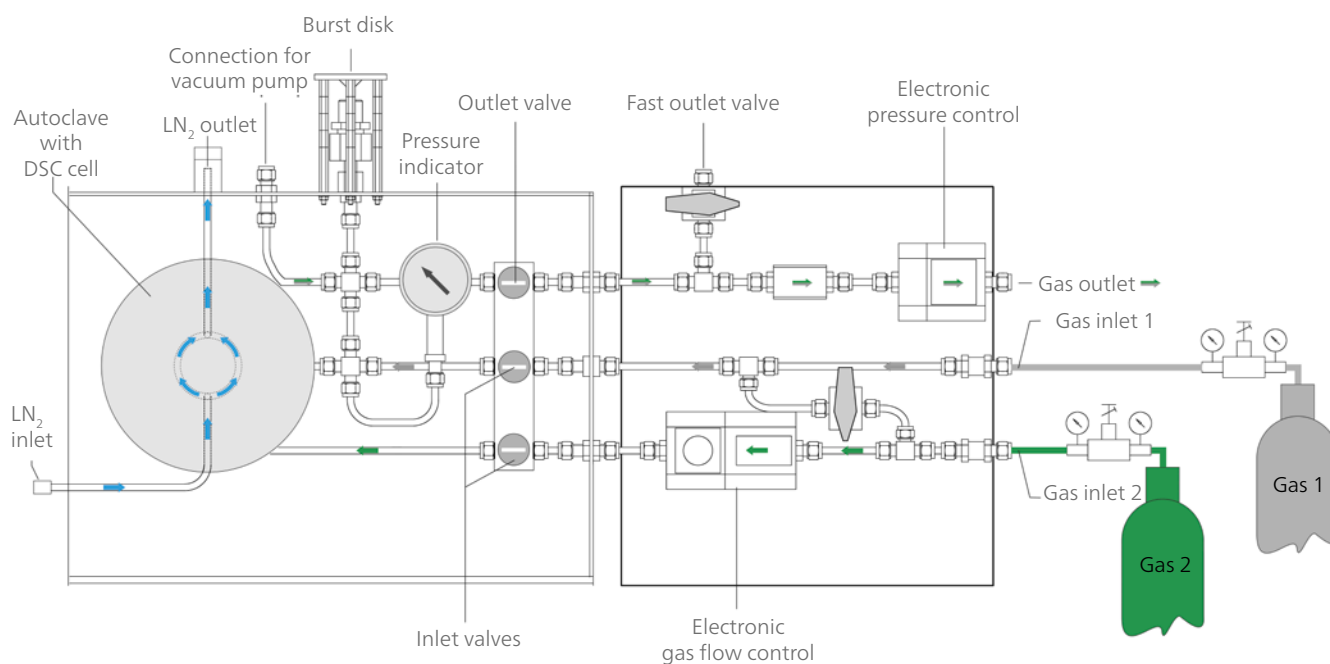 Burst disk
Connection for
vacuum pump
Autoclave
with
DSC cell
LN₂ outlet
Outlet valve
Pressure
indicator
Fast outlet valve
Electronic
pressure control
Gas outlet
Gas inlet 1
LN₂
inlet
Gas inlet 2
Gas 1
Gas 2
Inlet valves
Electronic
gas flow control